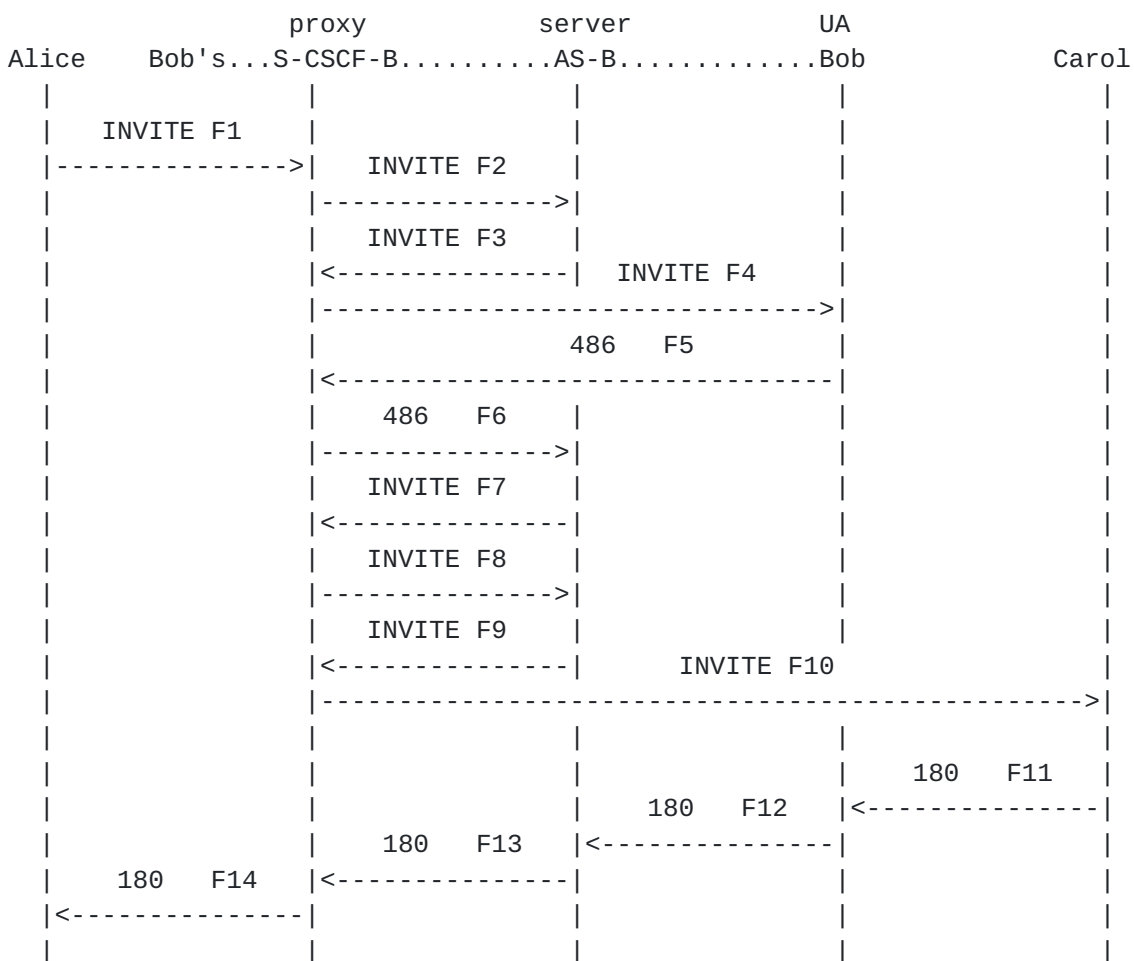 proxy server UA
Alice Bob's...S-CSCF-B..........AS-B.............Bob Carol
INVITE F1
INVITE F2
INVITE F3
INVITE F4
486 F5
486 F6
INVITE F7
INVITE F8
INVITE F9
INVITE F10
180 F11
180 F12
180 F13
180 F14